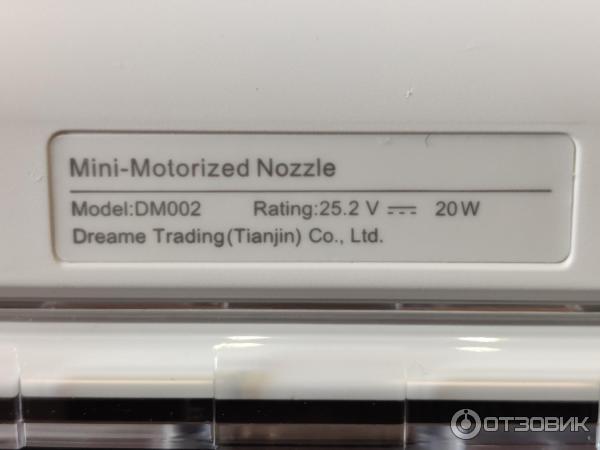 Mini-Motorized Nozzle
Model:DM002 Rating:25.2 V ⎓ 20W
Dreame Trading(Tianjin) Co., Ltd.
ОТЗОВИК